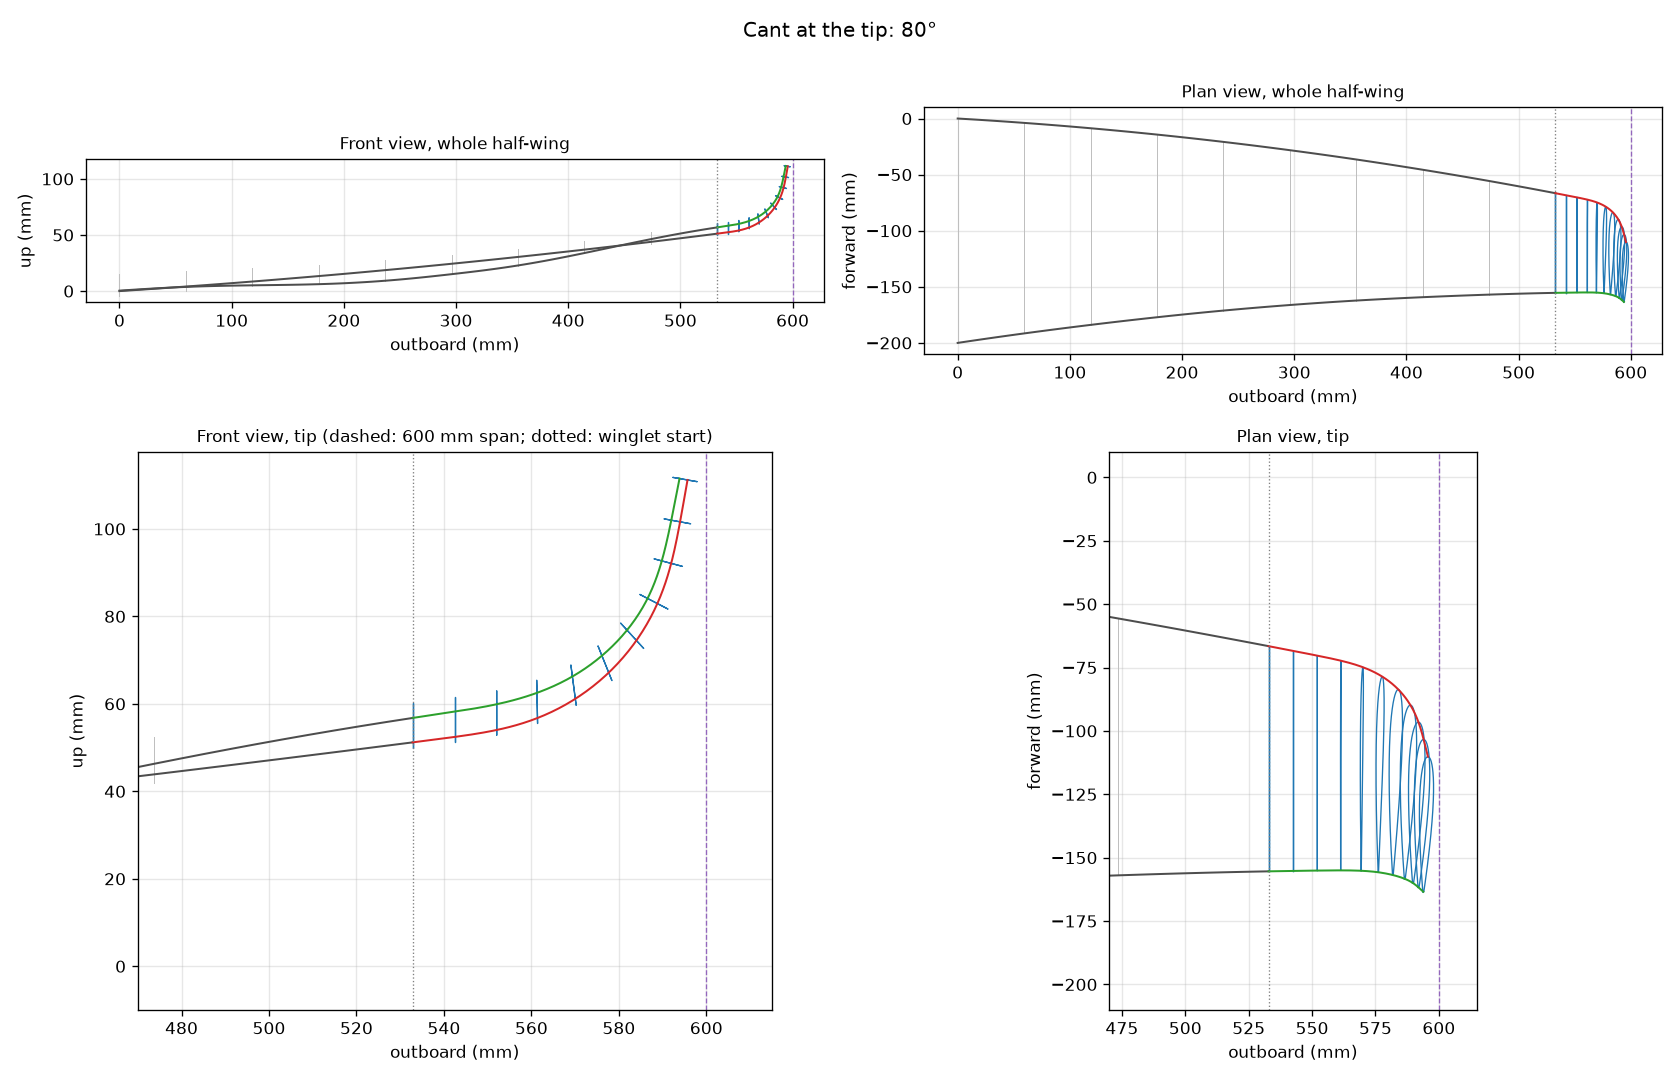 Cant at the tip: 80°
Front view, whole half-wing
up (mm)
100
50
0
0 100 200 300 400 500 600
outboard (mm)
Plan view, whole half-wing
forward (mm)
0
−50
−100
−150
−200
0 100 200 300 400 500 600
outboard (mm)
Front view, tip (dashed: 600 mm span; dotted: winglet start)
up (mm)
100
80
60
40
20
0
480 500 520 540 560 580 600
outboard (mm)
Plan view, tip
forward (mm)
0
−25
−50
−75
−100
−125
−150
−175
−200
475 500 525 550 575 600
outboard (mm)